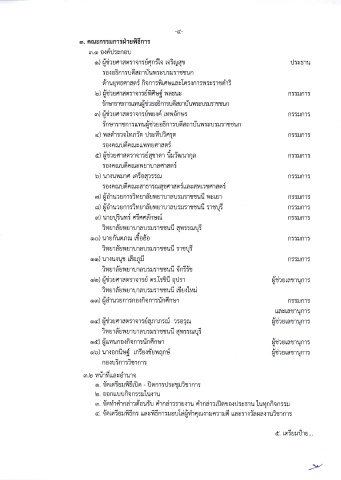 -๔-
๓. คณะกรรมการฝ่ายพิธีการ
๓.๑ องค์ประกอบ
๑) ผู้ช่วยศาสตราจารย์ศุกร์ใจ เจริญสุข ประธาน
รองอธิการบดีสถาบันพระบรมราชชนก
ด้านยุทธศาสตร์ กิจการพิเศษและโครงการพระราชดำริ
๒) ผู้ช่วยศาสตราจารย์พิศิษฐ์ พลธนะ กรรมการ
รักษาราชการแทนผู้ช่วยอธิการบดีสถาบันพระบรมราชชนก
๓) ผู้ช่วยศาสตราจารย์ ผู้อักษร กรรมการ
รักษาราชการแทนผู้ช่วยอธิการบดีสถาบันพระบรมราชชนก
๔) พลตำรวจโทภรัด ประทีปวิศรุต กรรมการ
รองคณบดีคณะแพทยศาสตร์
๕) ผู้ช่วยศาสตราจารย์สุชาดา นิ้มวัฒนากุล กรรมการ
รองคณบดีคณะพยาบาลศาสตร์
๖) นาง เครือสุวรรณ กรรมการ
รองคณบดีคณะสาธารณสุขศาสตร์และสหเวชศาสตร์
๗) ผู้อำนวยการวิทยาลัยพยาบาลบรมราชชนนี พะเยา กรรมการ
๘) ผู้อำนวยการวิทยาลัยพยาบาลบรมราชชนนี ราชบุรี กรรมการ
๙) นายบุรินทร์ ศรีศศลักษณ์ กรรมการ
วิทยาลัยพยาบาลบรมราชชนนี สุพรรณบุรี
๑๐) นายกันตภณ เชื้อฮ้อ กรรมการ
วิทยาลัยพยาบาลบรมราชชนนี ราชบุรี
๑๑) นางนงนุช เสือภูมี กรรมการ
วิทยาลัยพยาบาลบรมราชชนนี จักรีรัช
๑๒) ผู้ช่วยศาสตราจารย์ ดร.โรชินี อุปรา ผู้ช่วยเลขานุการ
วิทยาลัยพยาบาลบรมราชชนนี เชียงใหม่
๑๓) ผู้อำนวยการกองกิจการนักศึกษา กรรมการ
และเลขานุการ
๑๔) ผู้ช่วยศาสตราจารย์สุภาภรณ์ วรอรุณ ผู้ช่วยเลขานุการ
วิทยาลัยพยาบาลบรมราชชนนี สุพรรณบุรี
๑๕) ผู้แทนกองกิจการนักศึกษา ผู้ช่วยเลขานุการ
๑๖) นางอกนิษฐ์ เกรียงชัยพฤกษ์ ผู้ช่วยเลขานุการ
กองบริการวิชาการ
๓.๒ หน้าที่และอำนาจ
๑. จัดเตรียมพิธีเปิด - ปิดการประชุมวิชาการ
๒. ออกแบบกิจกรรมในงาน
๓. จัดทำคำกล่าวต้อนรับ คำกล่าวรายงาน คำกล่าวเปิดของประธาน ในทุกกิจกรรม
๔. จัดเตรียมพิธีกร และพิธีการมอบโล่ผู้ทำคุณงามความดี และรางวัลผลงานวิชาการ
๕. เตรียมป้าย...